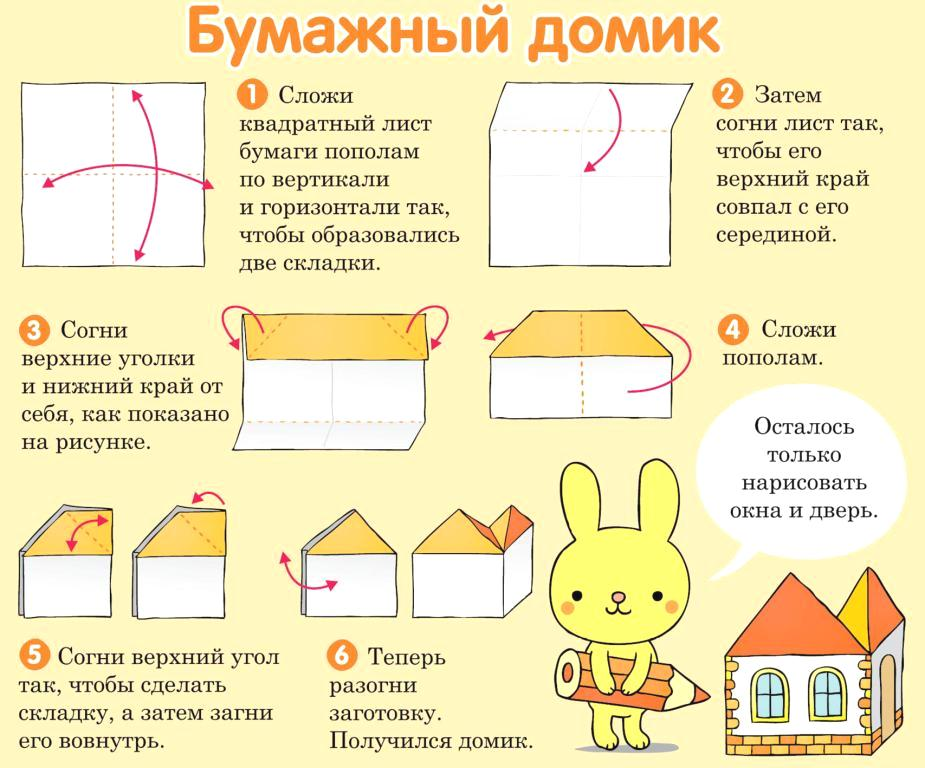 Бумажный домик
1 Сложи
квадратный лист
бумаги пополам
по вертикали
и горизонтали так,
чтобы образовались
две складки.
2 Затем
согни лист так,
чтобы его
верхний край
совпал с его
серединой.
3 Согни
верхние уголки
и нижний край от
себя, как показано
на рисунке.
4 Сложи
пополам.
Осталось
только
нарисовать
окна и дверь.
5 Согни верхний угол
так, чтобы сделать
складку, а затем загни
его вовнутрь.
6 Теперь
разогни
заготовку.
Получился домик.